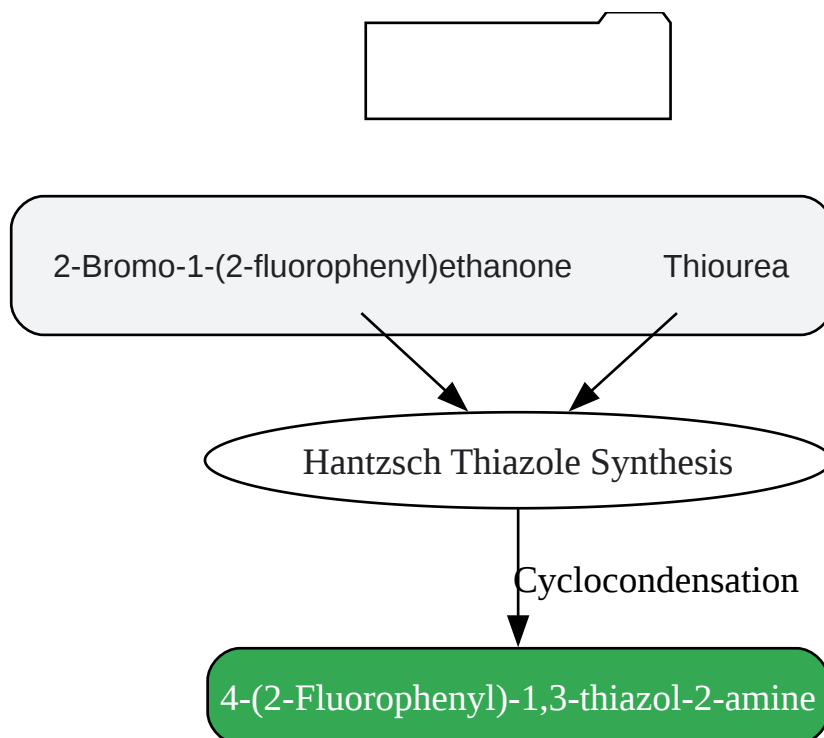 2-Bromo-1-(2-fluorophenyl)ethanone Thiourea
Hantzsch Thiazole Synthesis
Cyclocondensation
4-(2-Fluorophenyl)-1,3-thiazol-2-amine